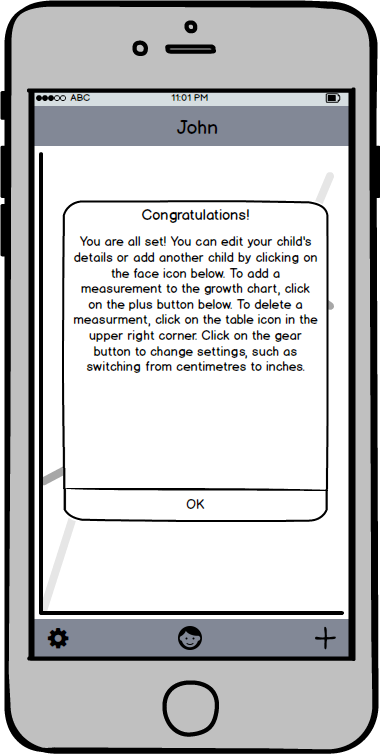 ABC 11:01 PM
John
Congratulations!
You are all set! You can edit your child's
details or add another child by clicking on
the face icon below. To add a
measurement to the growth chart, click
on the plus button below. To delete a
measurment, click on the table icon in the
upper right corner. Click on the gear
button to change settings, such as
switching from centimetres to inches.
OK